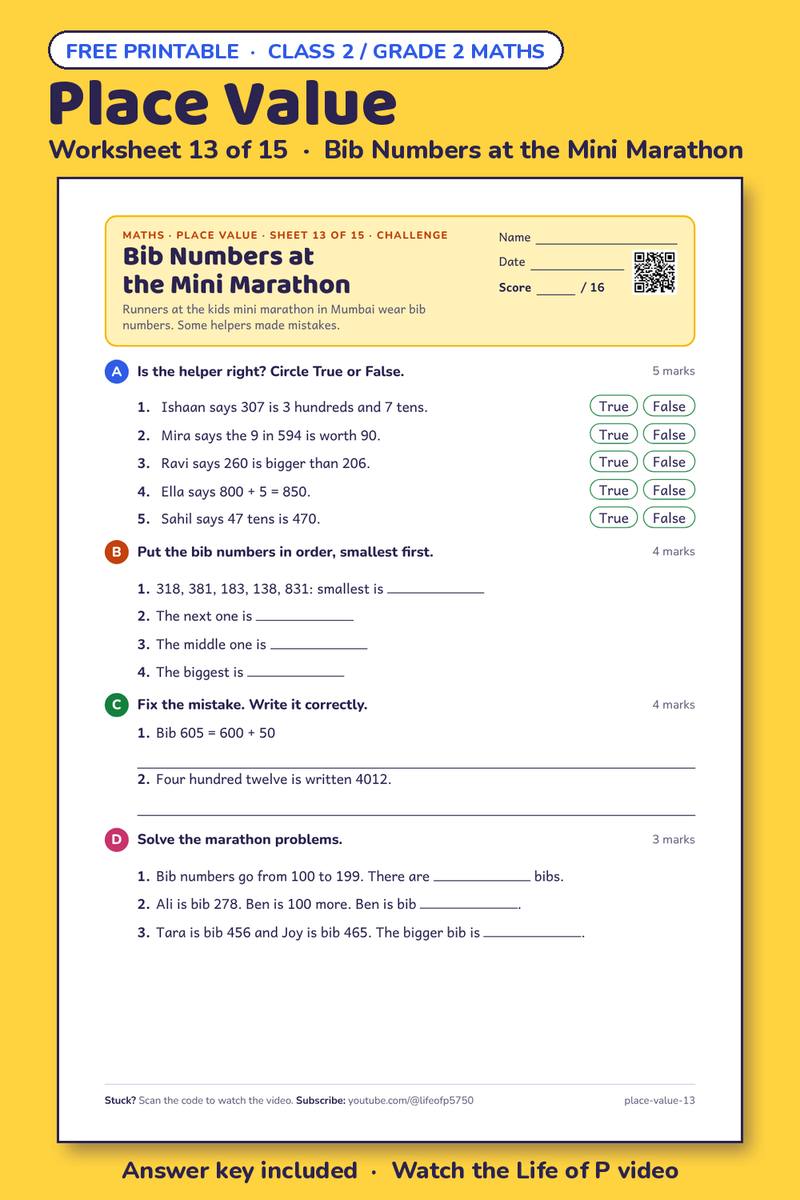 FREE PRINTABLE · CLASS 2 / GRADE 2 MATHS
Place Value
Worksheet 13 of 15 · Bib Numbers at the Mini Marathon
MATHS · PLACE VALUE · SHEET 13 OF 15 · CHALLENGE
Bib Numbers at
the Mini Marathon
Runners at the kids mini marathon in Mumbai wear bib
numbers. Some helpers made mistakes.
Name ____________
Date ____________
Score ______ / 16
A Is the helper right? Circle True or False. 5 marks
1. Ishaan says 307 is 3 hundreds and 7 tens. True False
2. Mira says the 9 in 594 is worth 90. True False
3. Ravi says 260 is bigger than 206. True False
4. Ella says 800 + 5 = 850. True False
5. Sahil says 47 tens is 470. True False
B Put the bib numbers in order, smallest first. 4 marks
1. 318, 381, 183, 138, 831: smallest is ____________
2. The next one is ____________
3. The middle one is ____________
4. The biggest is ____________
C Fix the mistake. Write it correctly. 4 marks
1. Bib 605 = 600 + 50
2. Four hundred twelve is written 4012.
D Solve the marathon problems. 3 marks
1. Bib numbers go from 100 to 199. There are ____________ bibs.
2. Ali is bib 278. Ben is 100 more. Ben is bib ____________.
3. Tara is bib 456 and Joy is bib 465. The bigger bib is ____________.
Stuck? Scan the code to watch the video. Subscribe: youtube.com/@lifeofp5750 place-value-13
Answer key included · Watch the Life of P video